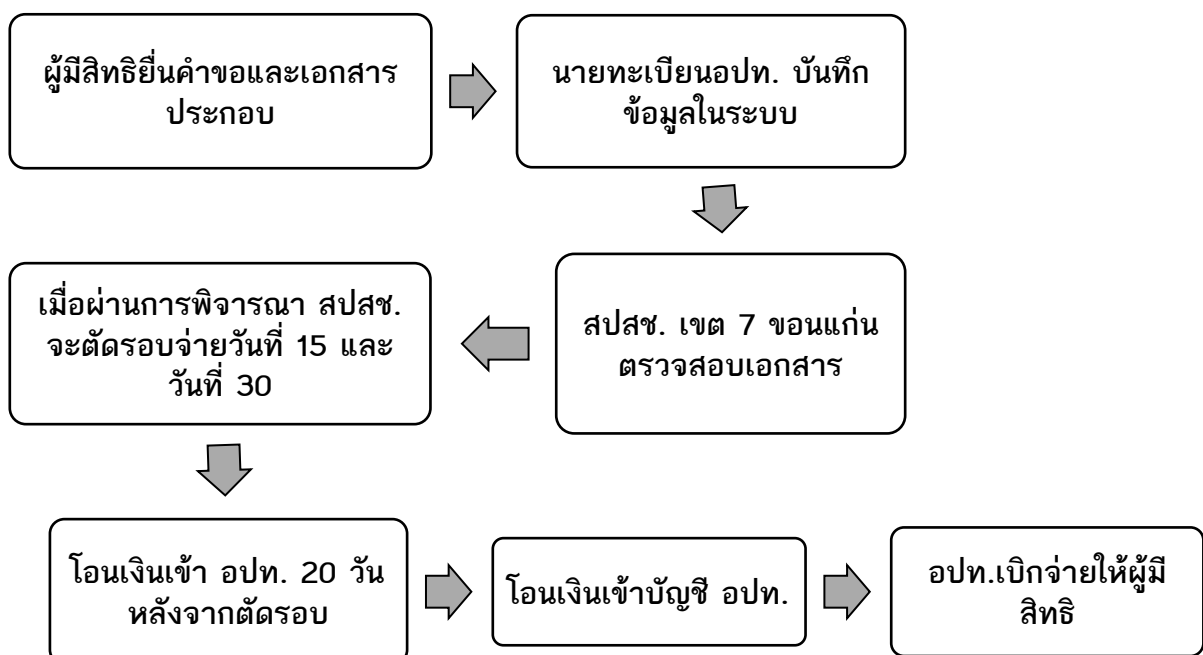 ผู้มีสิทธิยื่นคำขอและเอกสาร
ประกอบ
นายทะเบียนอปท. บันทึก
ข้อมูลในระบบ
สปสช. เขต 7 ขอนแก่น
ตรวจสอบเอกสาร
เมื่อผ่านการพิจารณา สปสช.
จะตัดรอบจ่ายวันที่ 15 และ
วันที่ 30
โอนเงินเข้า อปท. 20 วัน
หลังจากตัดรอบ
โอนเงินเข้าบัญชี อปท.
อปท.เบิกจ่ายให้ผู้มี
สิทธิ